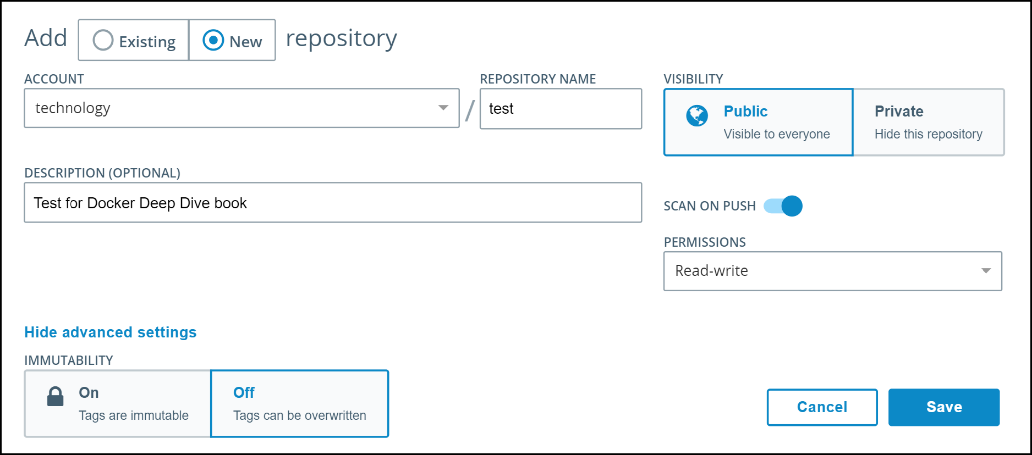 Add Existing New repository
ACCOUNT
technology
/
REPOSITORY NAME
test
VISIBILITY
Public
Visible to everyone
Private
Hide this repository
DESCRIPTION (OPTIONAL)
Test for Docker Deep Dive book
SCAN ON PUSH
PERMISSIONS
Read-write
Hide advanced settings
IMMUTABILITY
On
Tags are immutable
Off
Tags can be overwritten
Cancel
Save